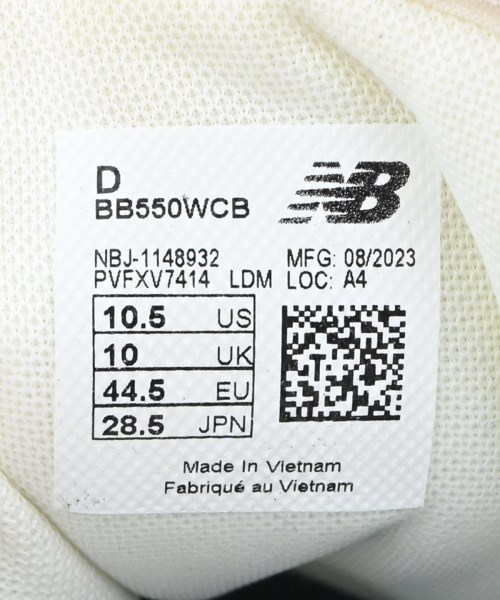 D
BB550WCB
NB
NBJ-1148932 MFG: 08/2023
PVFXV7414 LDM LOC: A4
10.5 US
10 UK
44.5 EU
28.5 JPN
Made In Vietnam
Fabriqué au Vietnam